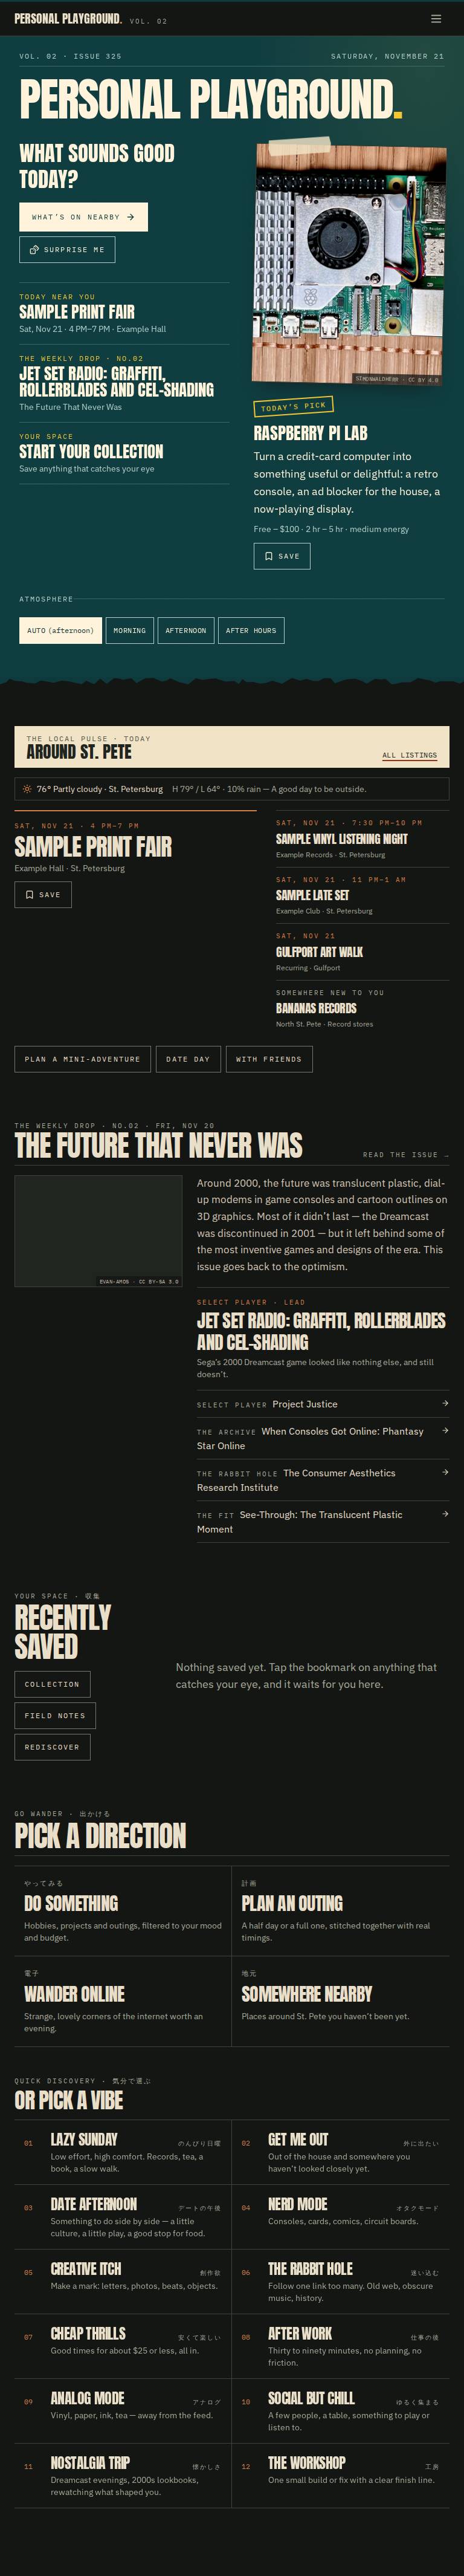 PERSONAL PLAYGROUND. VOL. 02
VOL. 02 · ISSUE 325
SATURDAY, NOVEMBER 21
PERSONAL PLAYGROUND.
WHAT SOUNDS GOOD
TODAY?
WHAT'S ON NEARBY →
SURPRISE ME
TODAY NEAR YOU
SAMPLE PRINT FAIR
Sat, Nov 21 · 4 PM–7 PM · Example Hall
THE WEEKLY DROP · NO.02
JET SET RADIO: GRAFFITI,
ROLLERBLADES AND CEL-SHADING
The Future That Never Was
YOUR SPACE
START YOUR COLLECTION
Save anything that catches your eye
SIMONWALDHERR · CC BY 4.0
TODAY'S PICK
RASPBERRY PI LAB
Turn a credit-card computer into
something useful or delightful: a retro
console, an ad blocker for the house, a
now-playing display.
Free – $100 · 2 hr – 5 hr · medium energy
SAVE
ATMOSPHERE
AUTO (afternoon)
MORNING
AFTERNOON
AFTER HOURS
THE LOCAL PULSE · TODAY
AROUND ST. PETE
ALL LISTINGS
76° Partly cloudy · St. Petersburg H 79° / L 64° · 10% rain — A good day to be outside.
SAT, NOV 21 · 4 PM–7 PM
SAMPLE PRINT FAIR
Example Hall · St. Petersburg
SAVE
SAT, NOV 21 · 7:30 PM–10 PM
SAMPLE VINYL LISTENING NIGHT
Example Records · St. Petersburg
SAT, NOV 21 · 11 PM–1 AM
SAMPLE LATE SET
Example Club · St. Petersburg
SAT, NOV 21
GULFPORT ART WALK
Recurring · Gulfport
SOMEWHERE NEW TO YOU
BANANAS RECORDS
North St. Pete · Record stores
PLAN A MINI-ADVENTURE
DATE DAY
WITH FRIENDS
THE WEEKLY DROP · NO.02 · FRI, NOV 20
THE FUTURE THAT NEVER WAS
READ THE ISSUE →
EVAN-AMOS · CC BY-SA 3.0
Around 2000, the future was translucent plastic, dial-
up modems in game consoles and cartoon outlines on
3D graphics. Most of it didn't last — the Dreamcast
was discontinued in 2001 — but it left behind some of
the most inventive games and designs of the era. This
issue goes back to the optimism.
SELECT PLAYER · LEAD
JET SET RADIO: GRAFFITI, ROLLERBLADES
AND CEL-SHADING
Sega's 2000 Dreamcast game looked like nothing else, and still
doesn't.
SELECT PLAYER Project Justice →
THE ARCHIVE When Consoles Got Online: Phantasy →
Star Online
THE RABBIT HOLE The Consumer Aesthetics →
Research Institute
THE FIT See-Through: The Translucent Plastic →
Moment
YOUR SPACE · 収集
RECENTLY
SAVED
COLLECTION
FIELD NOTES
REDISCOVER
Nothing saved yet. Tap the bookmark on anything that
catches your eye, and it waits for you here.
GO WANDER · 出かける
PICK A DIRECTION
やってみる
DO SOMETHING
Hobbies, projects and outings, filtered to your mood
and budget.
計画
PLAN AN OUTING
A half day or a full one, stitched together with real
timings.
電子
WANDER ONLINE
Strange, lovely corners of the internet worth an
evening.
地元
SOMEWHERE NEARBY
Places around St. Pete you haven't been yet.
QUICK DISCOVERY · 気分で選ぶ
OR PICK A VIBE
01 LAZY SUNDAY のんびり日曜
Low effort, high comfort. Records, tea, a
book, a slow walk.
02 GET ME OUT 外に出たい
Out of the house and somewhere you
haven't looked closely yet.
03 DATE AFTERNOON デートの午後
Something to do side by side — a little
culture, a little play, a good stop for food.
04 NERD MODE オタクモード
Consoles, cards, comics, circuit boards.
05 CREATIVE ITCH 創作欲
Make a mark: letters, photos, beats, objects.
06 THE RABBIT HOLE 迷い込む
Follow one link too many. Old web, obscure
music, history.
07 CHEAP THRILLS 安くて楽しい
Good times for about $25 or less, all in.
08 AFTER WORK 仕事の後
Thirty to ninety minutes, no planning, no
friction.
09 ANALOG MODE アナログ
Vinyl, paper, ink, tea — away from the feed.
10 SOCIAL BUT CHILL ゆるく集まる
A few people, a table, something to play or
listen to.
11 NOSTALGIA TRIP 懐かしさ
Dreamcast evenings, 2000s lookbooks,
rewatching what shaped you.
12 THE WORKSHOP 工房
One small build or fix with a clear finish line.